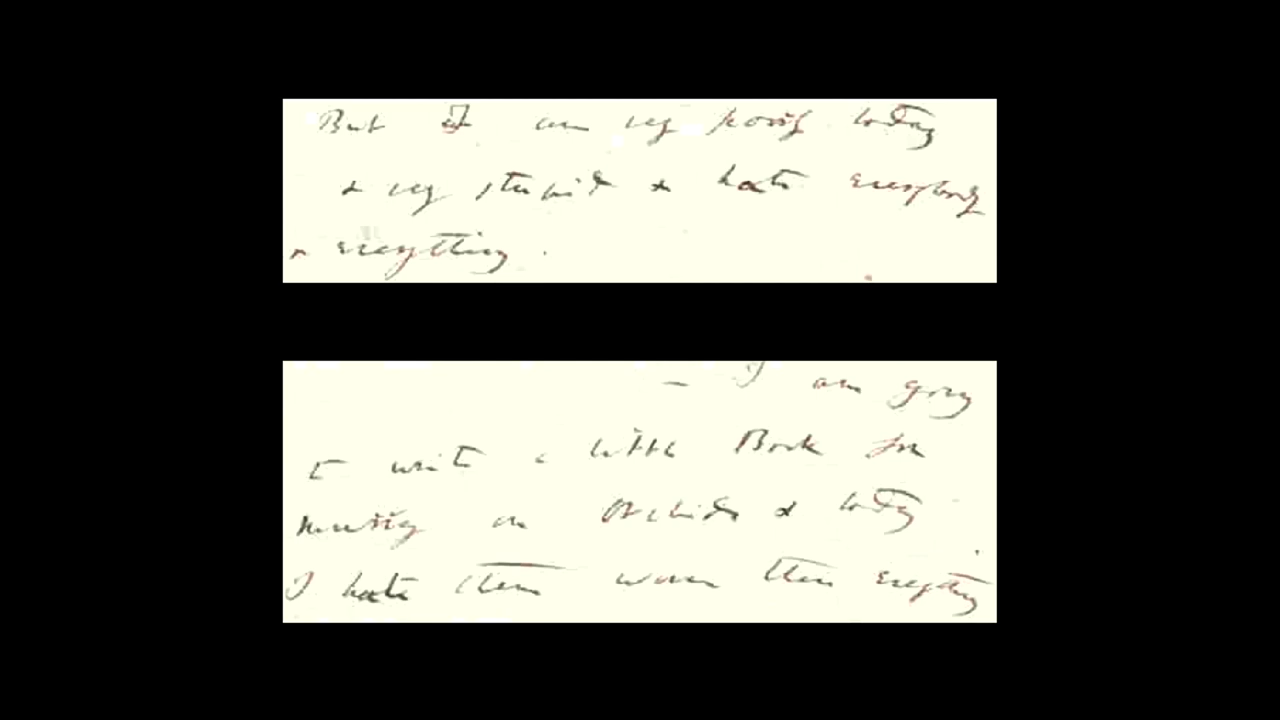 But I am very poorly today
& very stupid & hate everybody
& everything.
– I am going
to write a little Book for
Murray on Orchids & today
I hate them worse than everything